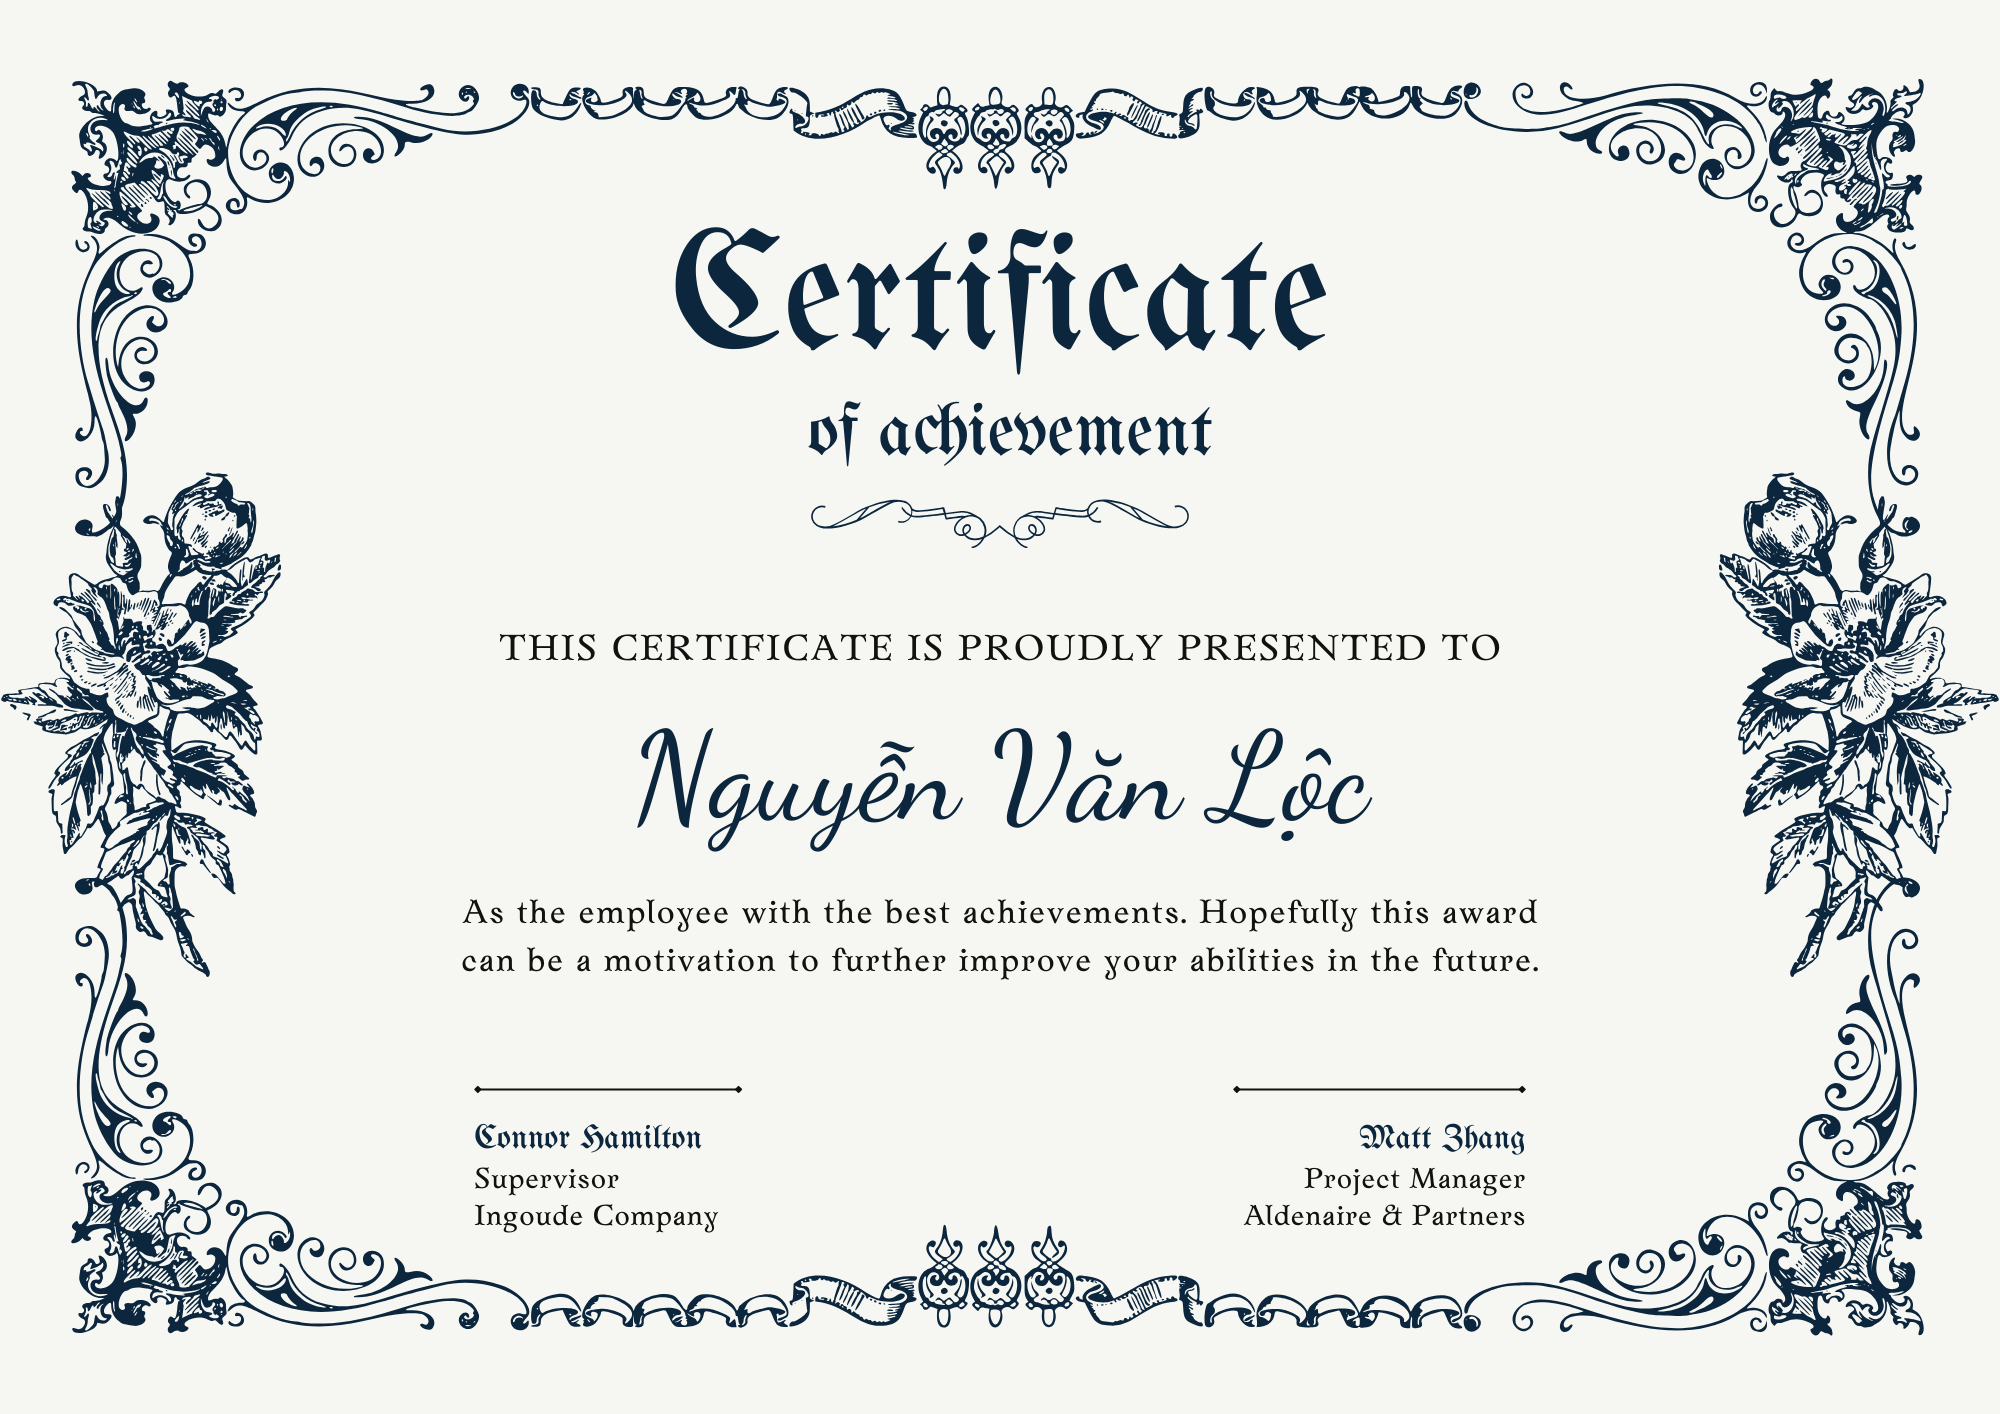 Certificate
of achievement
THIS CERTIFICATE IS PROUDLY PRESENTED TO
Nguyễn Văn Lộc
As the employee with the best achievements. Hopefully this award
can be a motivation to further improve your abilities in the future.
Connor Hamilton
Supervisor
Ingoude Company
Matt Zhang
Project Manager
Aldenaire & Partners